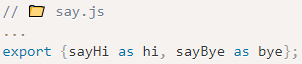 // 📁 say.js
...
export {sayHi as hi, sayBye as bye};